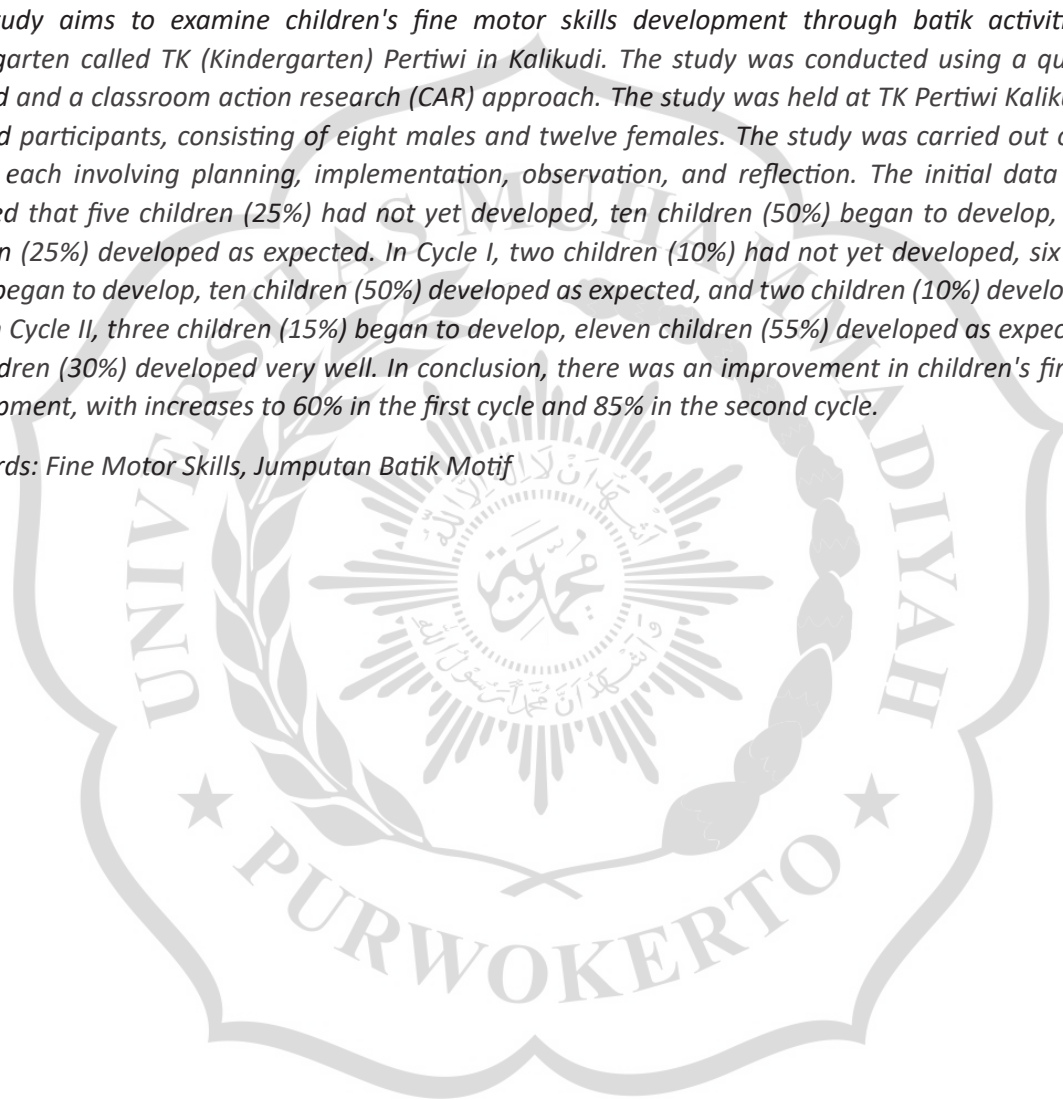 tudy aims to examine children's fine motor skills development through batik activiti
garten called TK (Kindergarten) Pertiwi in Kalikudi. The study was conducted using a qu
d and a classroom action research (CAR) approach. The study was held at TK Pertiwi Kalik
d participants, consisting of eight males and twelve females. The study was carried out o
each involving planning, implementation, observation, and reflection. The initial data
ed that five children (25%) had not yet developed, ten children (50%) began to develop,
n (25%) developed as expected. In Cycle I, two children (10%) had not yet developed, six
began to develop, ten children (50%) developed as expected, and two children (10%) develo
n Cycle II, three children (15%) began to develop, eleven children (55%) developed as expec
ldren (30%) developed very well. In conclusion, there was an improvement in children's fin
pment, with increases to 60% in the first cycle and 85% in the second cycle.
rds: Fine Motor Skills, Jumputan Batik Motif
UNIVERSITAS MUHAMMADIYAH
أَشْهَدُ أَنْ لَا إِلٰهَ إِلَّا اللّٰهُ
محمدية
وَأَشْهَدُ أَنَّ مُحَمَّدًا رَسُولُ اللّٰهِ
PURWOKERTO